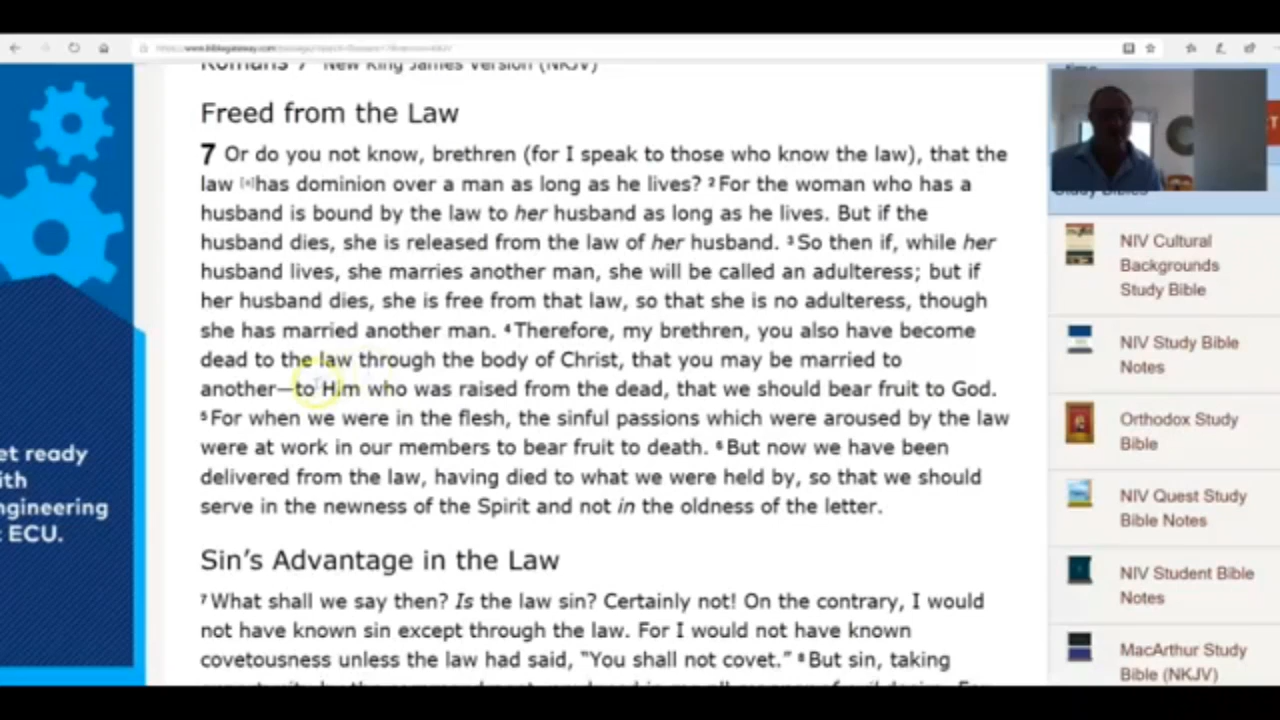 Romans 7 New King James Version (NKJV)
Freed from the Law
7 Or do you not know, brethren (for I speak to those who know the law), that the
law [a]has dominion over a man as long as he lives? 2 For the woman who has a
husband is bound by the law to her husband as long as he lives. But if the
husband dies, she is released from the law of her husband. 3 So then if, while her
husband lives, she marries another man, she will be called an adulteress; but if
her husband dies, she is free from that law, so that she is no adulteress, though
she has married another man. 4 Therefore, my brethren, you also have become
dead to the law through the body of Christ, that you may be married to
another—to Him who was raised from the dead, that we should bear fruit to God.
5 For when we were in the flesh, the sinful passions which were aroused by the law
were at work in our members to bear fruit to death. 6 But now we have been
delivered from the law, having died to what we were held by, so that we should
serve in the newness of the Spirit and not in the oldness of the letter.
Sin's Advantage in the Law
7 What shall we say then? Is the law sin? Certainly not! On the contrary, I would
not have known sin except through the law. For I would not have known
covetousness unless the law had said, "You shall not covet." 8 But sin, taking
et ready
ith
ngineering
ECU.
Study Bibles
NIV Cultural
Backgrounds
Study Bible
NIV Study Bible
Notes
Orthodox Study
Bible
NIV Quest Study
Bible Notes
NIV Student Bible
Notes
MacArthur Study
Bible (NKJV)